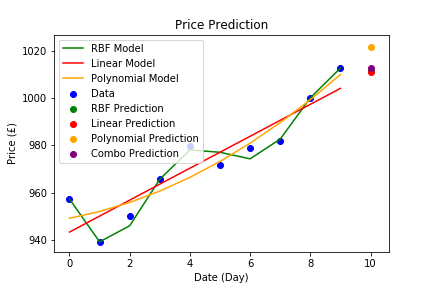 Price Prediction
RBF Model
Linear Model
Polynomial Model
Data
RBF Prediction
Linear Prediction
Polynomial Prediction
Combo Prediction
Price (£)
1020
1000
980
960
940
0
2
4
6
8
10
Date (Day)